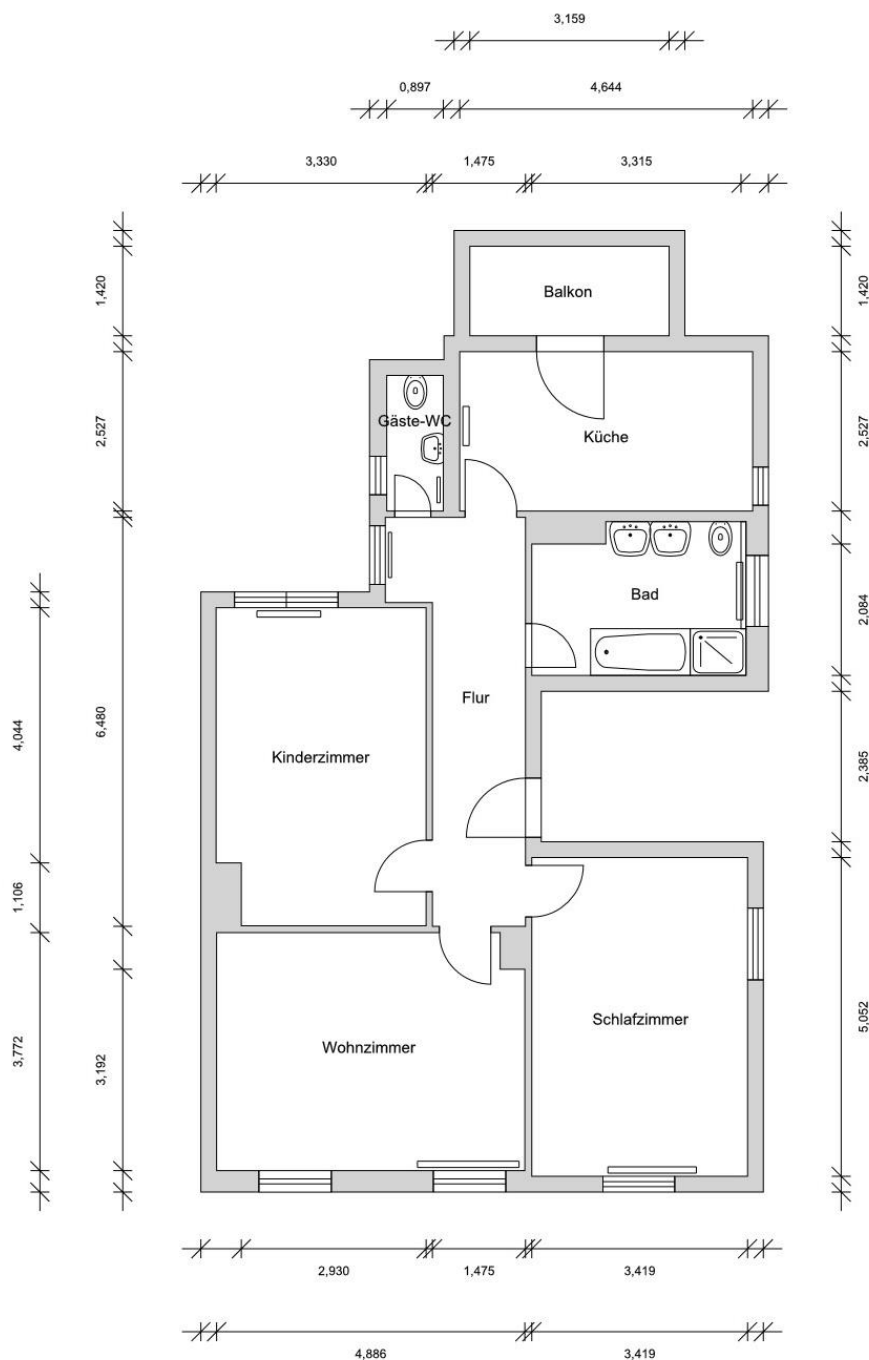 3,159
0,897
4,644
3,330
1,475
3,315
1,420
1,420
Balkon
2,527
Gäste-WC
Küche
2,527
Bad
2,084
4,044
6,480
Flur
Kinderzimmer
2,385
1,106
3,772
3,192
Wohnzimmer
Schlafzimmer
5,052
2,930
1,475
3,419
4,886
3,419